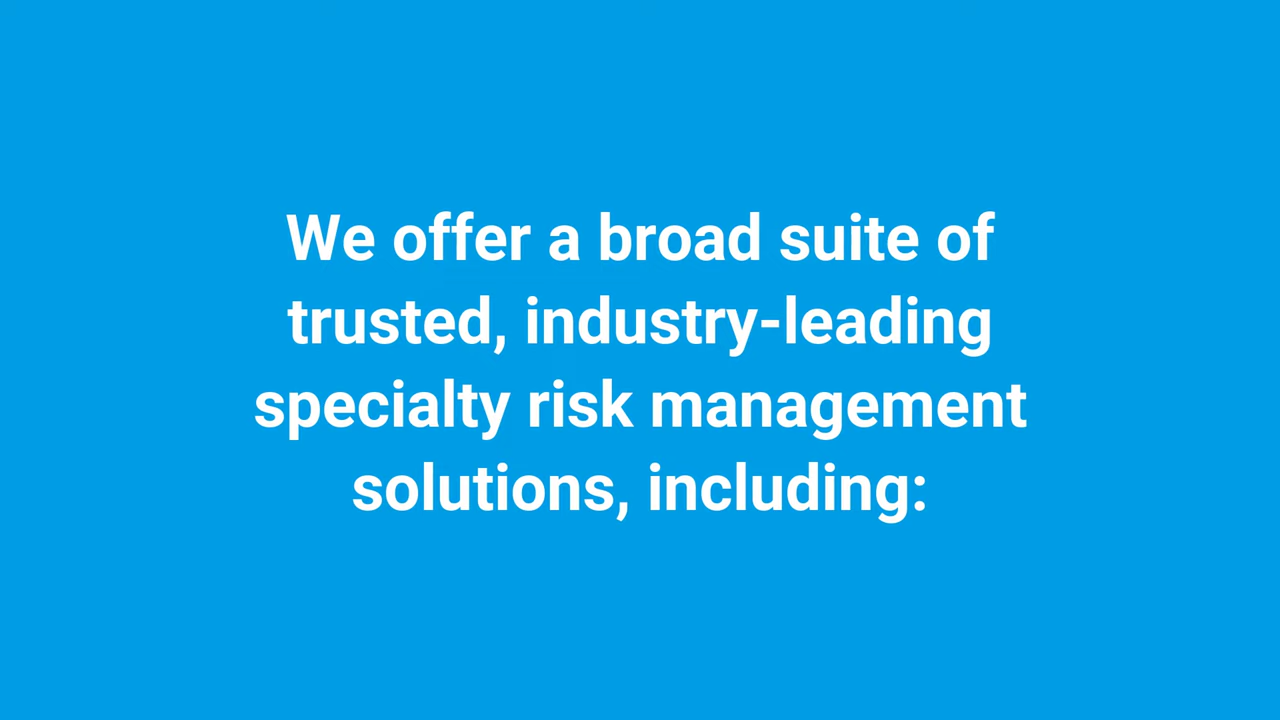 We offer a broad suite of
trusted, industry-leading
specialty risk management
solutions, including: